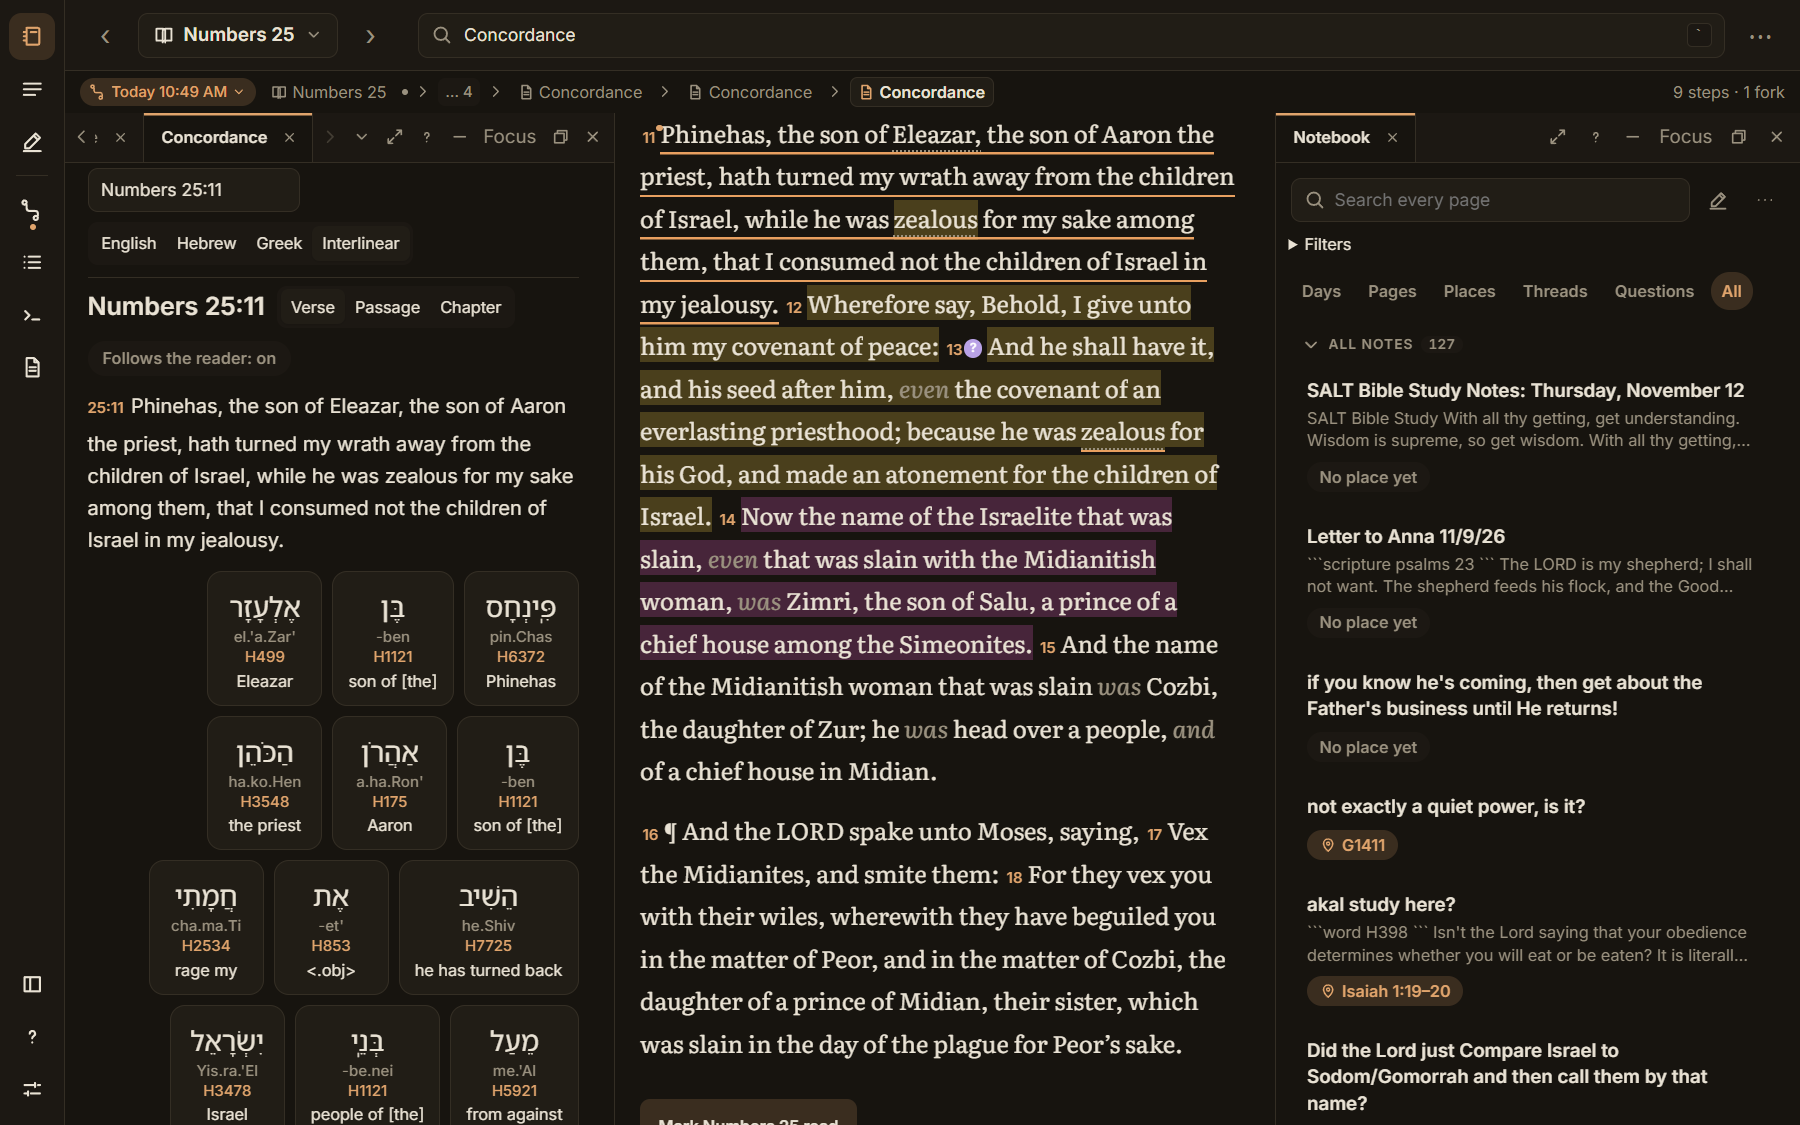 Numbers 25
Concordance
`
Today 10:49 AM
Numbers 25
... 4
Concordance
Concordance
Concordance
9 steps · 1 fork
Concordance
?
Focus
Numbers 25:11
English Hebrew Greek Interlinear
Numbers 25:11
Verse Passage Chapter
Follows the reader: on
25:11 Phinehas, the son of Eleazar, the son of Aaron
the priest, hath turned my wrath away from the
children of Israel, while he was zealous for my sake
among them, that I consumed not the children of
Israel in my jealousy.
פִּֽינְחָס בֶּן אֶלְעָזָר
pin.Chas -ben el.'a.Zar'
H6372 H1121 H499
Phinehas son of [the] Eleazar
בֶּן אַהֲרֹן הַכֹּהֵן
-ben a.ha.Ron' ha.ko.Hen
H1121 H175 H3548
son of [the] Aaron the priest
הֵשִׁיב אֶת חֲמָתִי
he.Shiv -et' cha.ma.Ti
H7725 H853 H2534
he has turned back <.obj> rage my
מֵעַל בְּנֵי יִשְׂרָאֵל
me.'Al -be.nei Yis.ra.'El
H5921 H1121 H3478
from against people of [the] Israel
11 Phinehas, the son of Eleazar, the son of Aaron the
priest, hath turned my wrath away from the children
of Israel, while he was zealous for my sake among
them, that I consumed not the children of Israel in
my jealousy. 12 Wherefore say, Behold, I give unto
him my covenant of peace: 13 ? And he shall have it,
and his seed after him, even the covenant of an
everlasting priesthood; because he was zealous for
his God, and made an atonement for the children of
Israel. 14 Now the name of the Israelite that was
slain, even that was slain with the Midianitish
woman, was Zimri, the son of Salu, a prince of a
chief house among the Simeonites. 15 And the name
of the Midianitish woman that was slain was Cozbi,
the daughter of Zur; he was head over a people, and
of a chief house in Midian.
16 ¶ And the LORD spake unto Moses, saying, 17 Vex
the Midianites, and smite them: 18 For they vex you
with their wiles, wherewith they have beguiled you
in the matter of Peor, and in the matter of Cozbi, the
daughter of a prince of Midian, their sister, which
was slain in the day of the plague for Peor's sake.
Mark Numbers 25 read
Notebook
?
Focus
Search every page
Filters
Days Pages Places Threads Questions All
ALL NOTES 127
SALT Bible Study Notes: Thursday, November 12
SALT Bible Study With all thy getting, get understanding.
Wisdom is supreme, so get wisdom. With all thy getting,...
No place yet
Letter to Anna 11/9/26
```scripture psalms 23 ``` The LORD is my shepherd; I shall
not want. The shepherd feeds his flock, and the Good...
No place yet
if you know he's coming, then get about the
Father's business until He returns!
No place yet
not exactly a quiet power, is it?
G1411
akal study here?
```word H398 ``` Isn't the Lord saying that your obedience
determines whether you will eat or be eaten? It is literall...
Isaiah 1:19–20
Did the Lord just Compare Israel to
Sodom/Gomorrah and then call them by that
name?
?